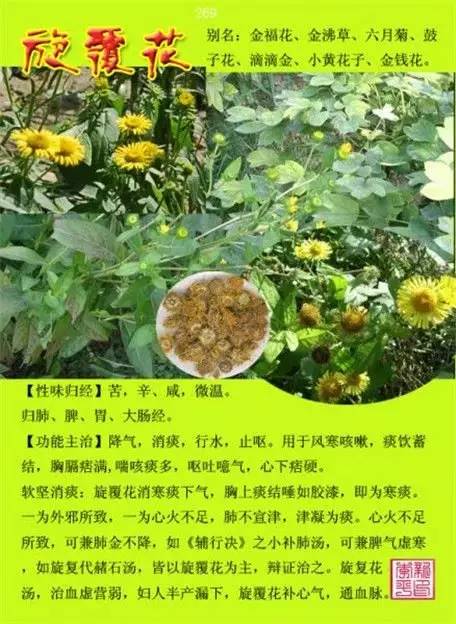 269
旋覆花
别名：金福花、金沸草、六月菊、鼓
子花、滴滴金、小黄花子、金钱花。
【性味归经】苦，辛、咸，微温。
归肺、脾、胃、大肠经。
【功能主治】降气，消痰，行水，止呕。用于风寒咳嗽，痰饮蓄
结，胸膈痞满,喘咳痰多，呕吐噫气，心下痞硬。
软坚消痰：旋覆花消寒痰下气，胸上痰结唾如胶漆，即为寒痰。
一为外邪所致，一为心火不足，肺不宣津，津凝为痰。心火不足
所致，可兼肺金不降，如《辅行决》之小补肺汤，可兼脾气虚寒
，如旋复代赭石汤，皆以旋覆花为主，辩证治之。旋复花
汤，治血虚营弱，妇人半产漏下，旋覆花补心气，通血脉。